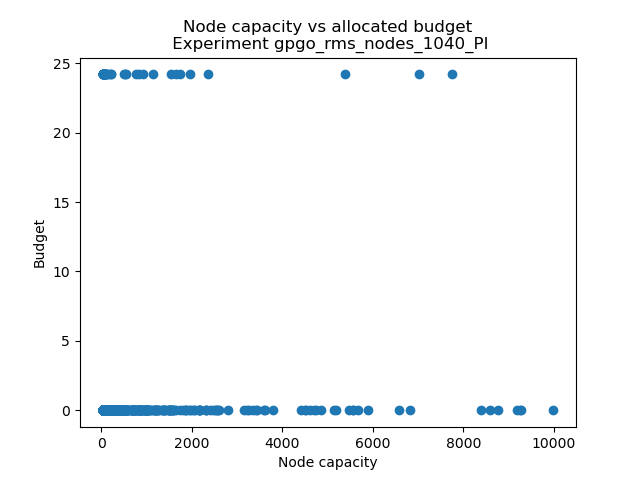 Node capacity vs allocated budget
Experiment gpgo_rms_nodes_1040_PI
25
20
15
10
5
0
Budget
0 2000 4000 6000 8000 10000
Node capacity